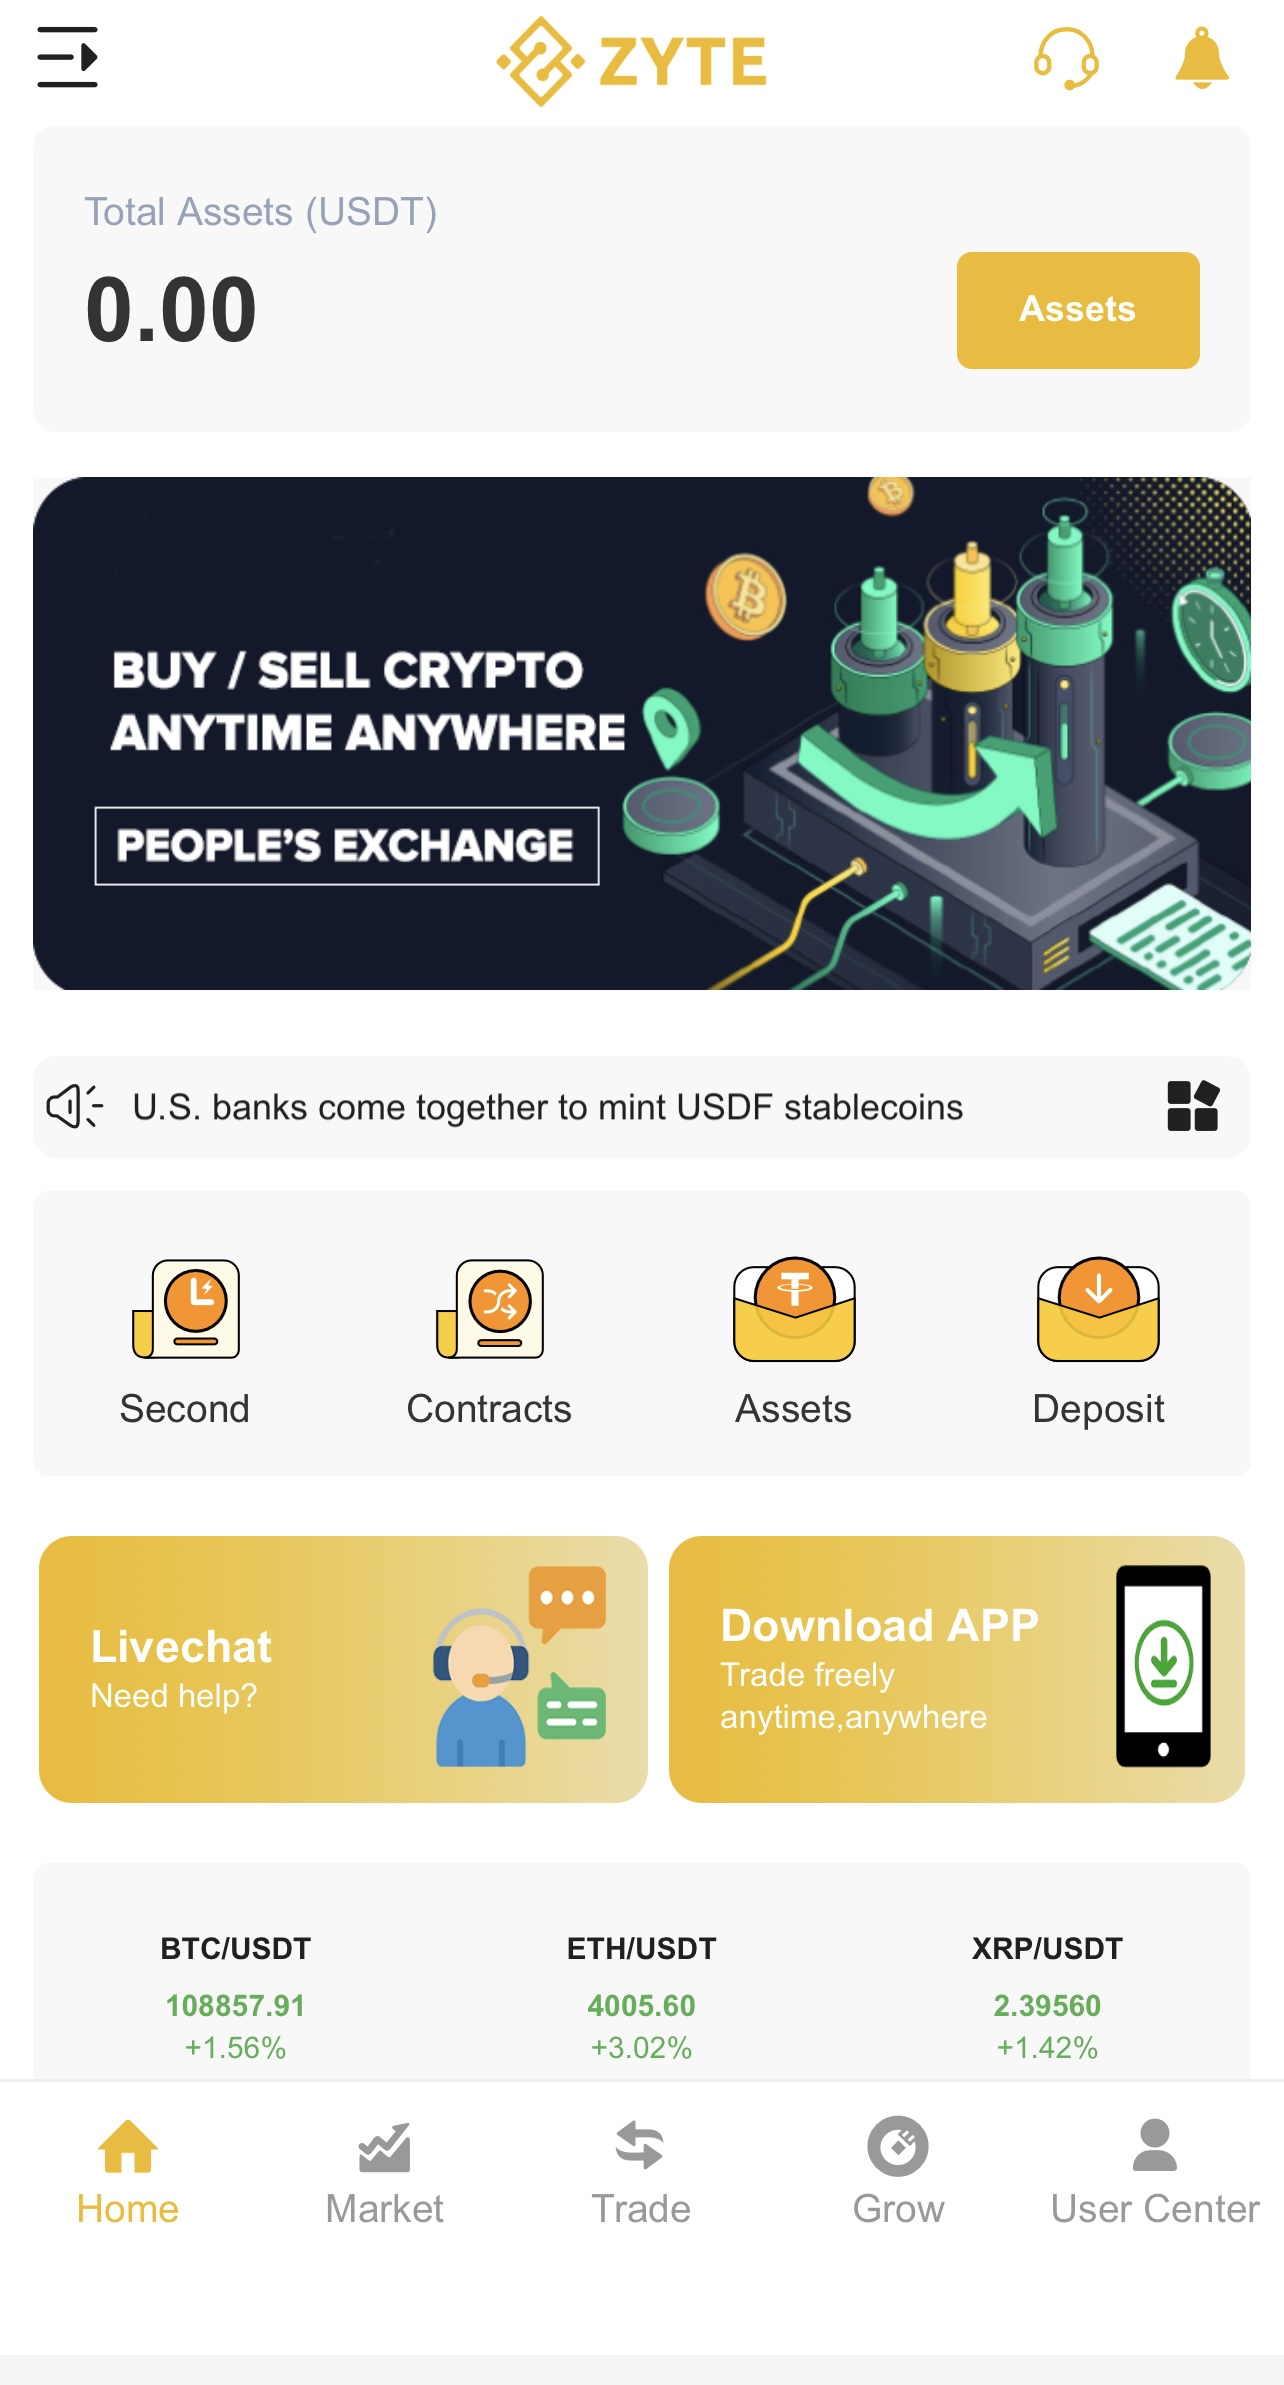 ZYTE
Total Assets (USDT)
0.00
Assets
BUY / SELL CRYPTO
ANYTIME ANYWHERE
PEOPLE'S EXCHANGE
U.S. banks come together to mint USDF stablecoins
Second
Contracts
Assets
Deposit
Livechat
Need help?
Download APP
Trade freely
anytime,anywhere
BTC/USDT
108857.91
+1.56%
ETH/USDT
4005.60
+3.02%
XRP/USDT
2.39560
+1.42%
Home
Market
Trade
Grow
User Center